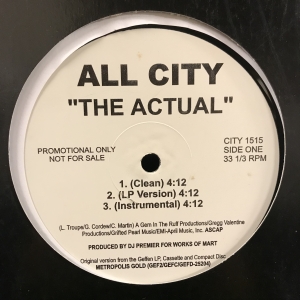 ALL CITY
"THE ACTUAL"
PROMOTIONAL ONLY
NOT FOR SALE
CITY 1515
SIDE ONE
33 1/3 RPM
1. (Clean) 4:12
2. (LP Version) 4:12
3. (Instrumental) 4:12
(L. Troupe/G. Cordew/C. Martin) A Gem In The Ruff Productions/Gregg Valentine
Productions/Grifted Pearl Music/EMI-April Music, Inc. ASCAP
PRODUCED BY DJ PREMIER FOR WORKS OF MART
Original version from the Geffen LP, Cassette and Compact Disc
METROPOLIS GOLD (GEF2/GEFC/GEFD-25204)